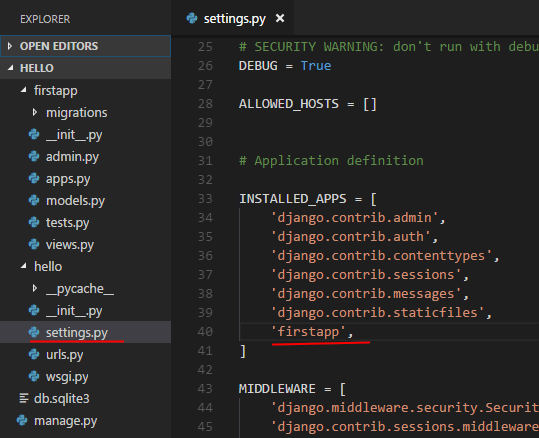 EXPLORER
OPEN EDITORS
HELLO
firstapp
migrations
__init__.py
admin.py
apps.py
models.py
tests.py
views.py
hello
__pycache__
__init__.py
settings.py
urls.py
wsgi.py
db.sqlite3
manage.py
settings.py
25 # SECURITY WARNING: don't run with debu
26 DEBUG = True
27
28 ALLOWED_HOSTS = []
29
30
31 # Application definition
32
33 INSTALLED_APPS = [
34 'django.contrib.admin',
35 'django.contrib.auth',
36 'django.contrib.contenttypes',
37 'django.contrib.sessions',
38 'django.contrib.messages',
39 'django.contrib.staticfiles',
40 'firstapp',
41 ]
42
43 MIDDLEWARE = [
44 'django.middleware.security.Securit
45 'django.contrib.sessions.middleware